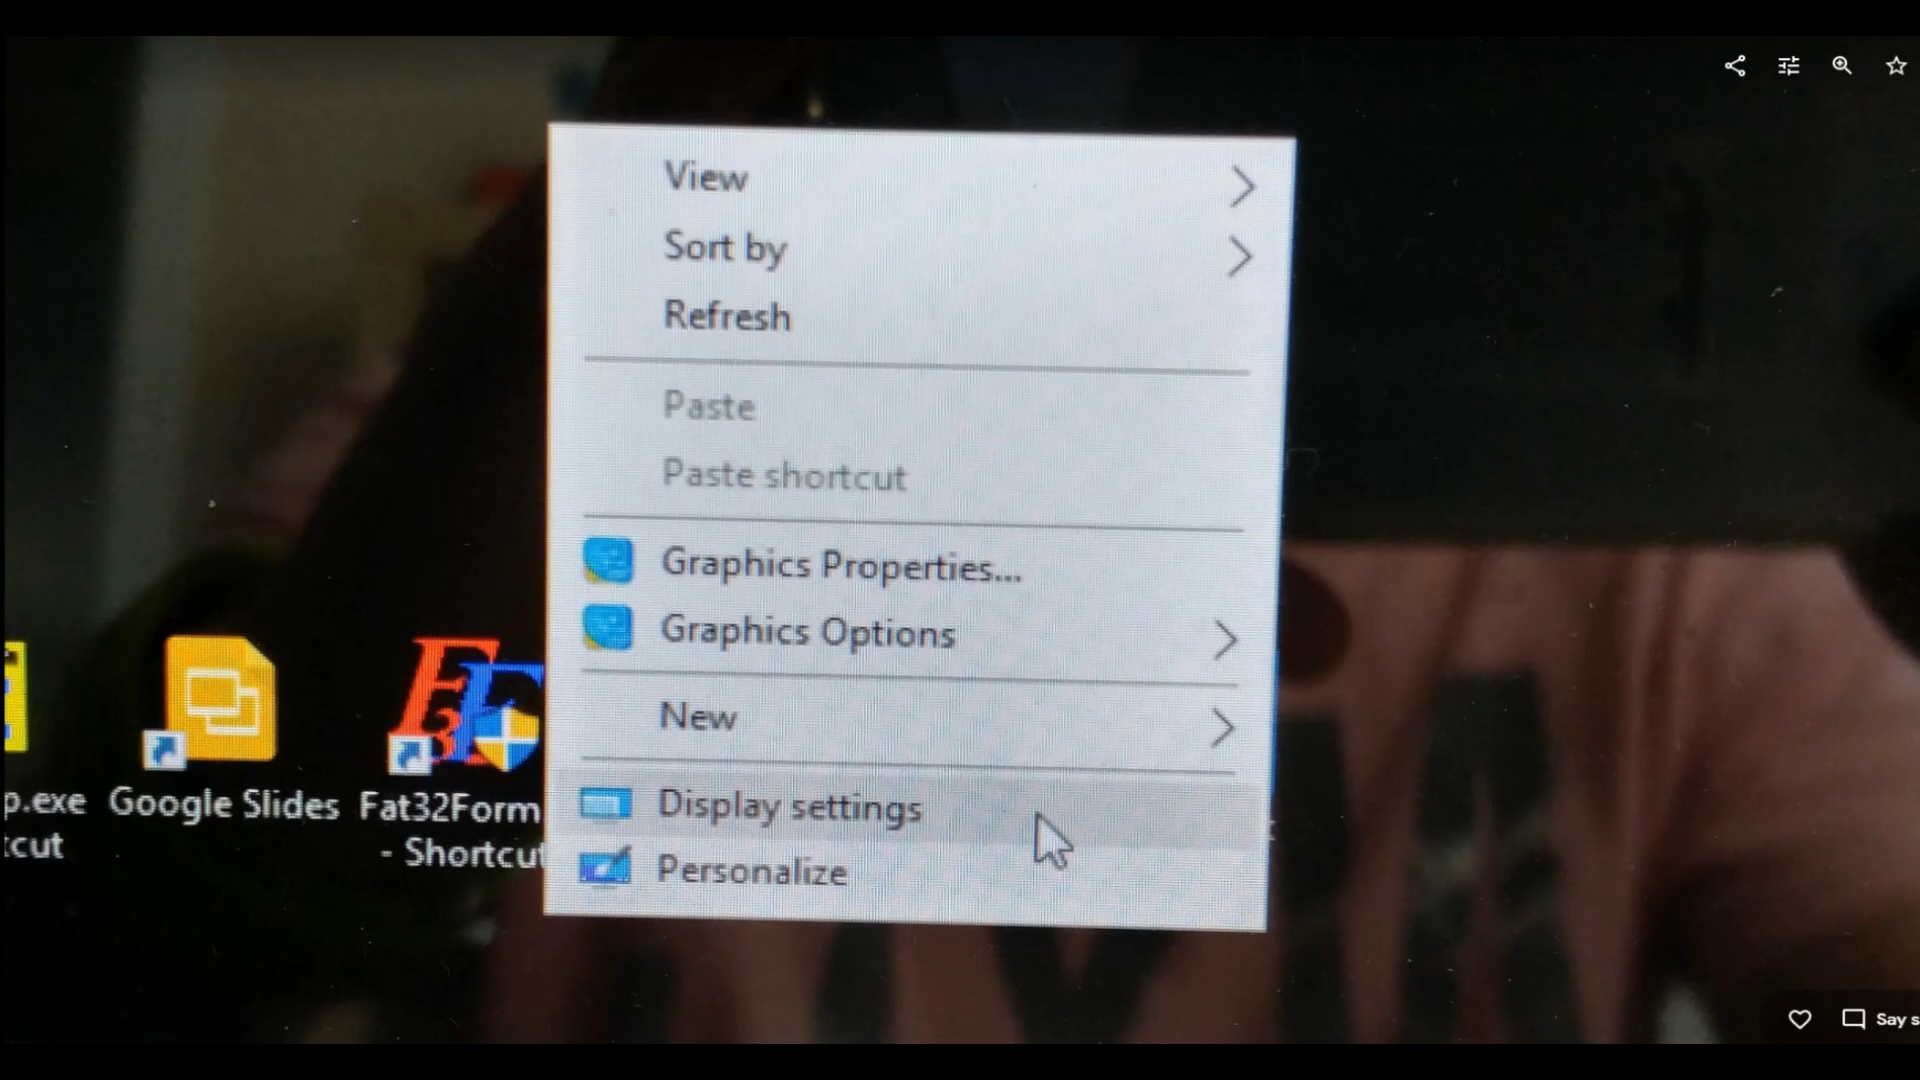 View
Sort by
Refresh
Paste
Paste shortcut
Graphics Properties...
Graphics Options
New
Display settings
Personalize
p.exe
cut
Google Slides
Fat32Form
- Shortcut
Say s